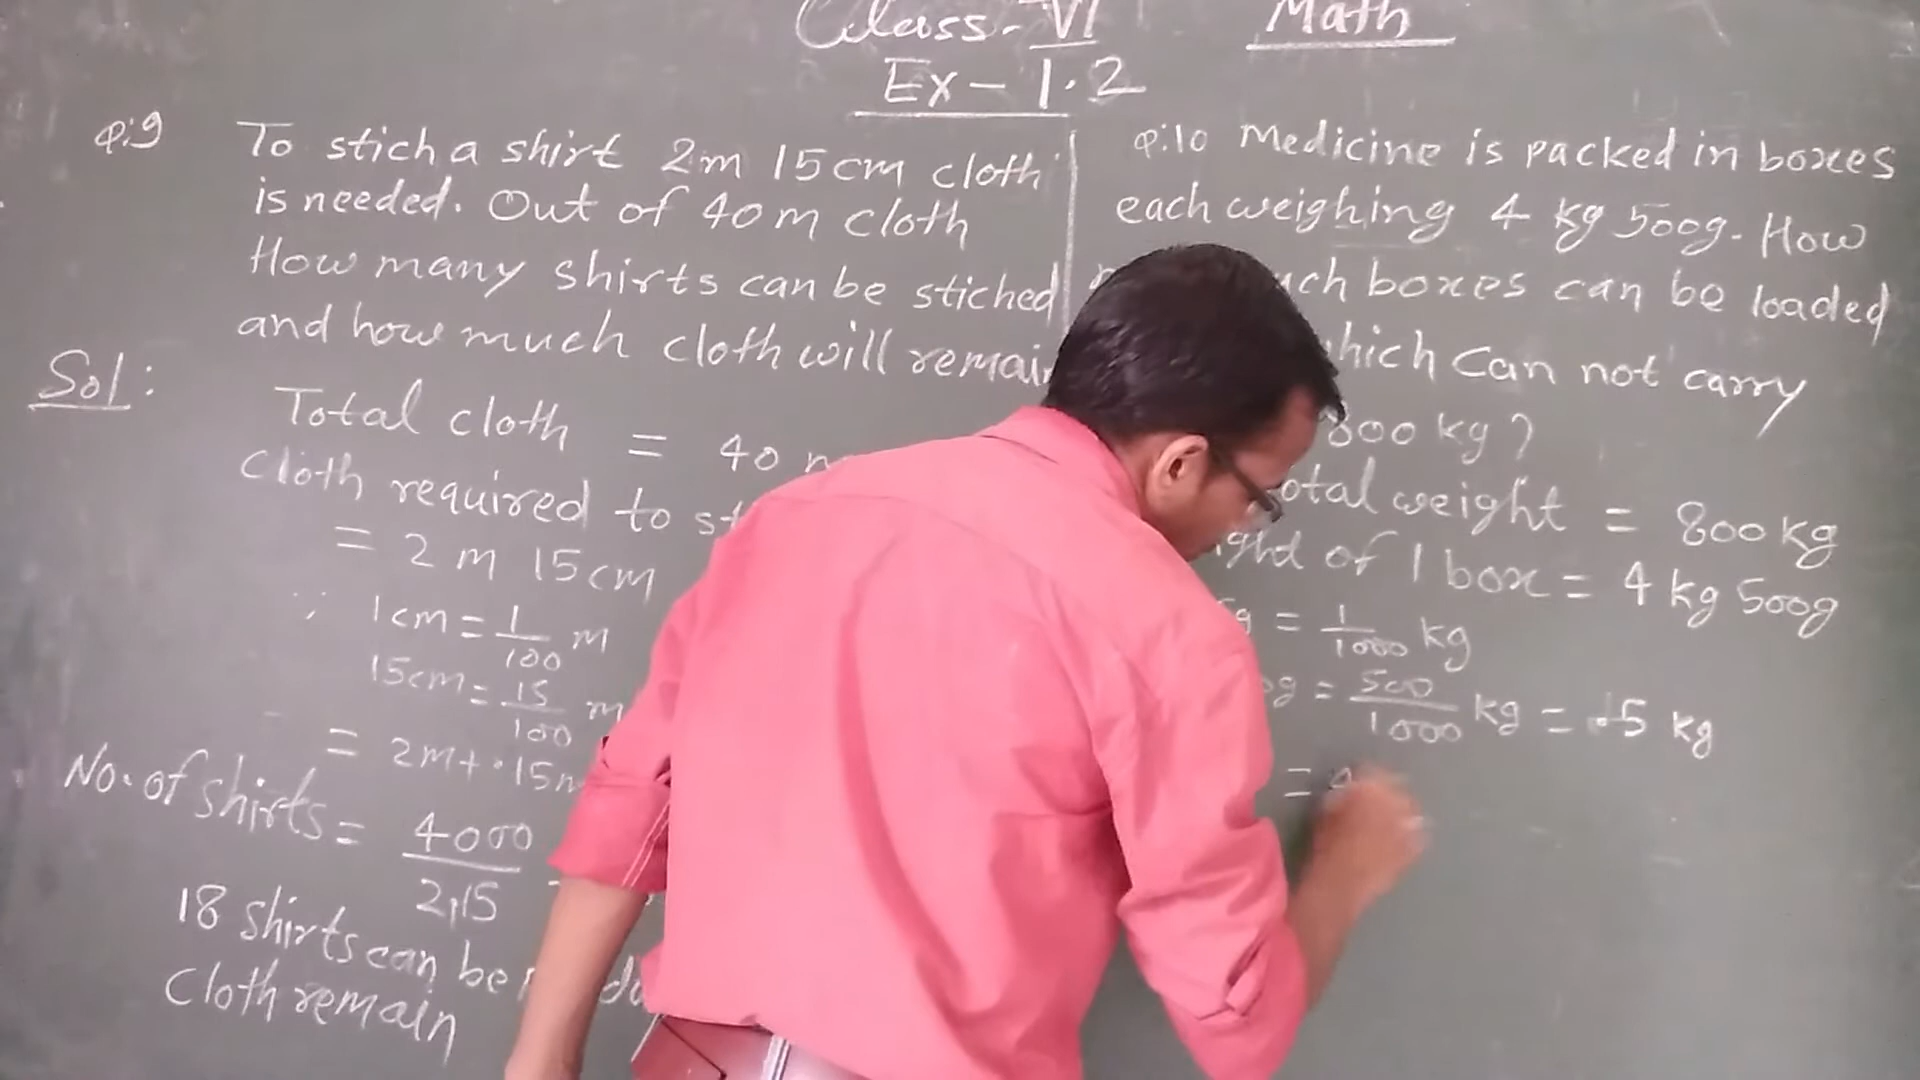 Class-VI Math
Ex-1.2
Q:9 To stich a shirt 2m 15cm cloth
is needed. Out of 40m cloth
How many shirts can be stiched
and how much cloth will remain
Sol:
Total cloth = 40
Cloth required to
= 2m 15cm
∵ 1cm = 1/100 m
15cm = 15/100 m
= 2m+.15m
No. of shirts = 4000/2.15
18 shirts can be
Cloth remain
Q:10 Medicine is packed in boxes
each weighing 4 kg 500g. How
boxes can be loaded
which can not carry
800 kg?
Total weight = 800 kg
of 1 box = 4 kg 500g
g = 1/1000 kg
g = 500/1000 kg = .5 kg
=